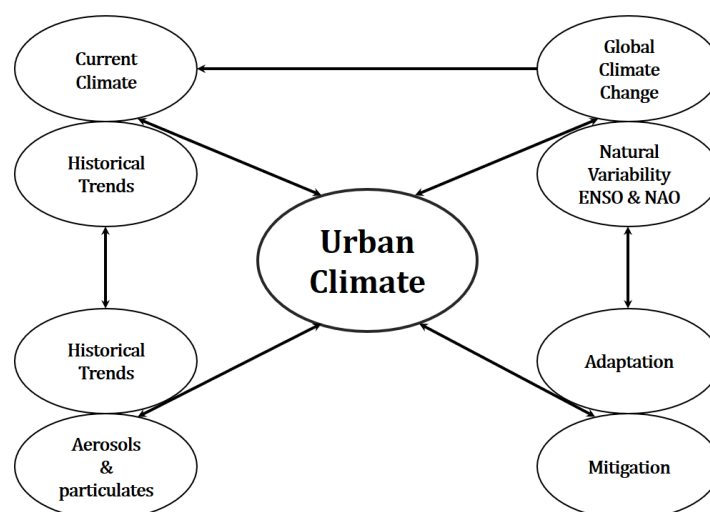 Current
Climate
Global
Climate
Change
Historical
Trends
Natural
Variability
ENSO & NAO
Urban
Climate
Historical
Trends
Adaptation
Aerosols
&
particulates
Mitigation